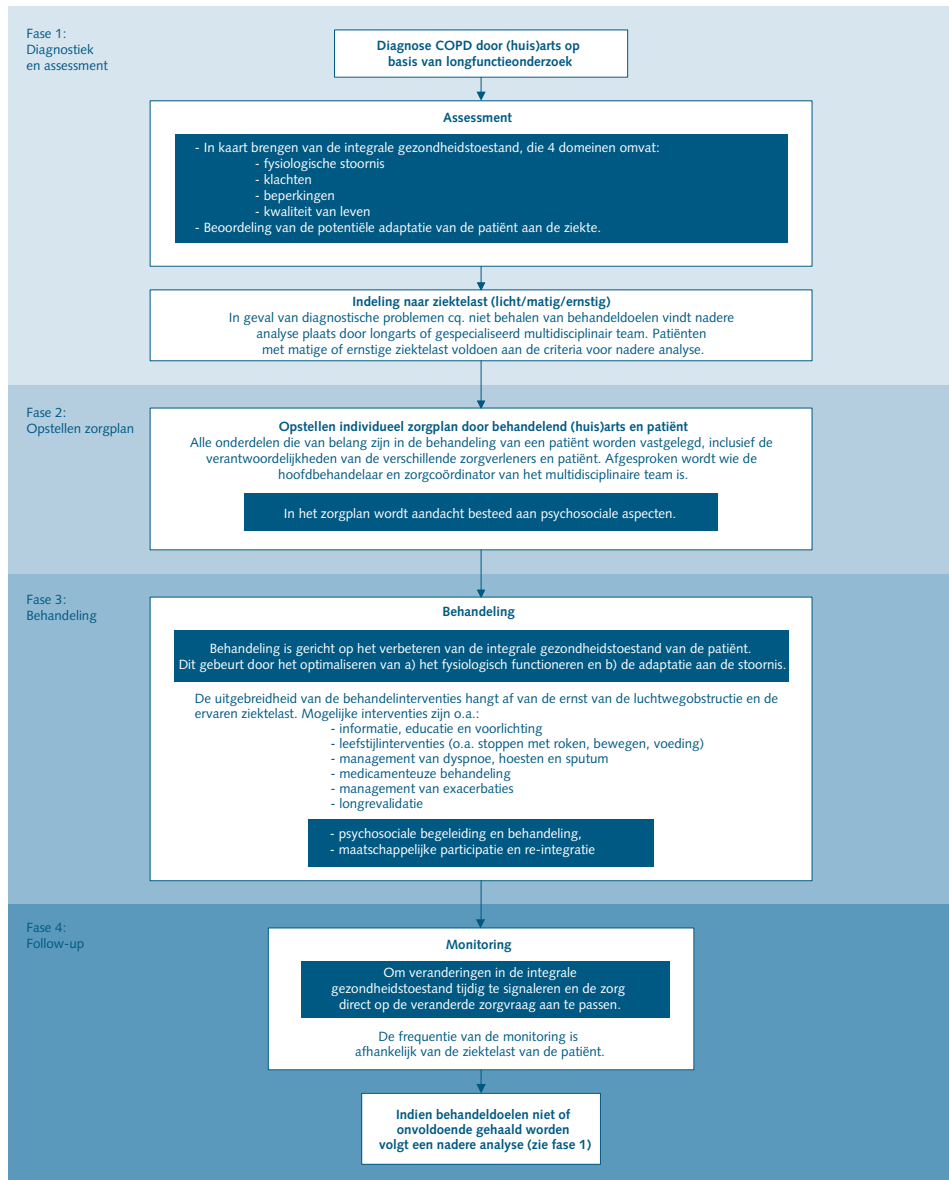 Fase 1:
Diagnostiek
en assessment
Diagnose COPD door (huis)arts op
basis van longfunctieonderzoek
Assessment
- In kaart brengen van de integrale gezondheidstoestand, die 4 domeinen omvat:
- fysiologische stoornis
- klachten
- beperkingen
- kwaliteit van leven
- Beoordeling van de potentiële adaptatie van de patiënt aan de ziekte.
Indeling naar ziektelast (licht/matig/ernstig)
In geval van diagnostische problemen cq. niet behalen van behandeldoelen vindt nadere
analyse plaats door longarts of gespecialiseerd multidisciplinair team. Patiënten
met matige of ernstige ziektelast voldoen aan de criteria voor nadere analyse.
Fase 2:
Opstellen zorgplan
Opstellen individueel zorgplan door behandelend (huis)arts en patiënt
Alle onderdelen die van belang zijn in de behandeling van een patiënt worden vastgelegd, inclusief de
verantwoordelijkheden van de verschillende zorgverleners en patiënt. Afgesproken wordt wie de
hoofdbehandelaar en zorgcoördinator van het multidisciplinaire team is.
In het zorgplan wordt aandacht besteed aan psychosociale aspecten.
Fase 3:
Behandeling
Behandeling
Behandeling is gericht op het verbeteren van de integrale gezondheidstoestand van de patiënt.
Dit gebeurt door het optimaliseren van a) het fysiologisch functioneren en b) de adaptatie aan de stoornis.
De uitgebreidheid van de behandelinterventies hangt af van de ernst van de luchtwegobstructie en de
ervaren ziektelast. Mogelijke interventies zijn o.a.:
- informatie, educatie en voorlichting
- leefstijlinterventies (o.a. stoppen met roken, bewegen, voeding)
- management van dyspnoe, hoesten en sputum
- medicamenteuze behandeling
- management van exacerbaties
- longrevalidatie
- psychosociale begeleiding en behandeling,
- maatschappelijke participatie en re-integratie
Fase 4:
Follow-up
Monitoring
Om veranderingen in de integrale
gezondheidstoestand tijdig te signaleren en de zorg
direct op de veranderde zorgvraag aan te passen.
De frequentie van de monitoring is
afhankelijk van de ziektelast van de patiënt.
Indien behandeldoelen niet of
onvoldoende gehaald worden
volgt een nadere analyse (zie fase 1)